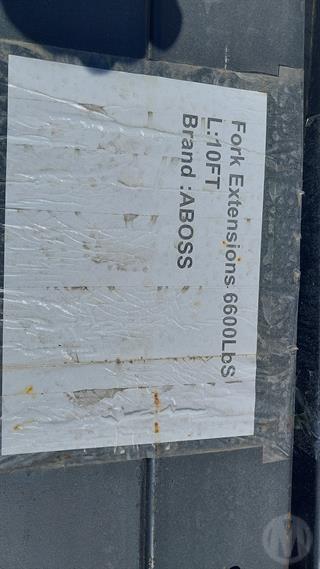 Fork Extensions 6600LbS
L:10FT
Brand :ABOSS